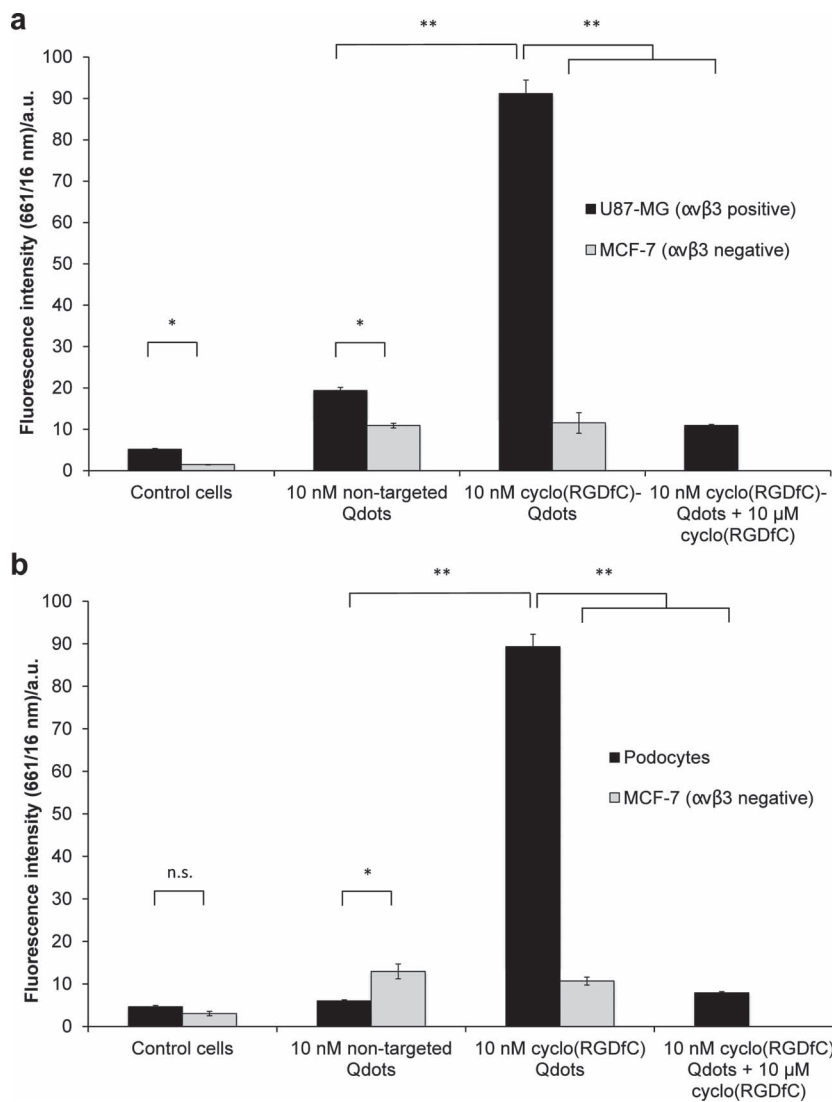 a
**
**
100
90
80
70
60
50
40
30
20
10
0
Fluorescence intensity (661/16 nm)/a.u.
U87-MG (αvβ3 positive)
MCF-7 (αvβ3 negative)
*
*
Control cells
10 nM non-targeted
Qdots
10 nM cyclo(RGDfC)-
Qdots
10 nM cyclo(RGDfC)-
Qdots + 10 µM
cyclo(RGDfC)
b
**
**
100
90
80
70
60
50
40
30
20
10
0
Fluorescence intensity (661/16 nm)/a.u.
Podocytes
MCF-7 (αvβ3 negative)
n.s.
*
Control cells
10 nM non-targeted
Qdots
10 nM cyclo(RGDfC)
Qdots
10 nM cyclo(RGDfC)
Qdots + 10 µM
cyclo(RGDfC)